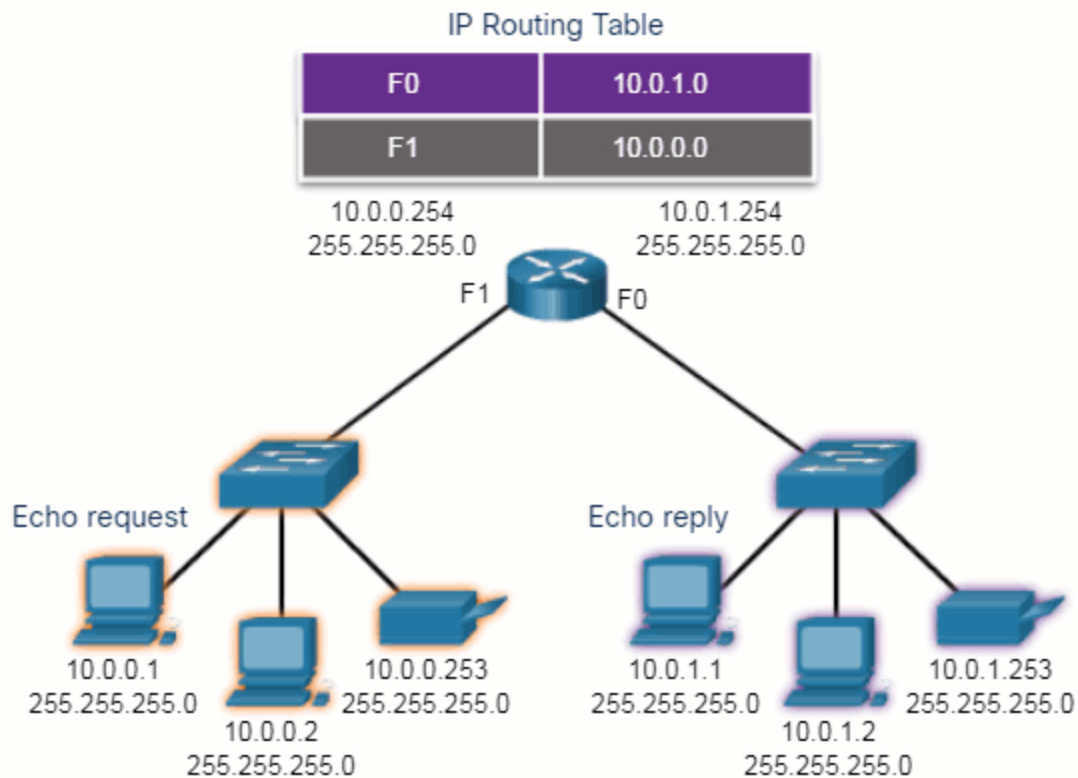 IP Routing Table
F0 10.0.1.0
F1 10.0.0.0
10.0.0.254 10.0.1.254
255.255.255.0 255.255.255.0
F1 F0
Echo request Echo reply
10.0.0.1 10.0.0.253 10.0.1.1 10.0.1.253
255.255.255.0 255.255.255.0 255.255.255.0 255.255.255.0
10.0.0.2 10.0.1.2
255.255.255.0 255.255.255.0